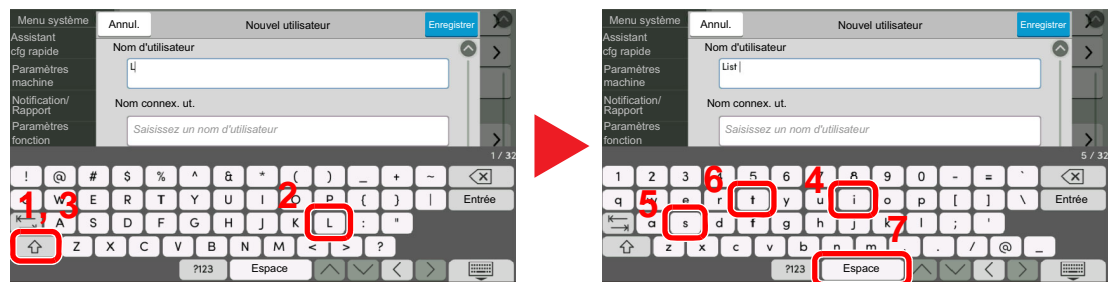 Menu système
Annul.
Nouvel utilisateur
Enregistrer
Assistant
cfg rapide
Nom d'utilisateur
L
Paramètres
machine
Notification/
Rapport
Nom connex. ut.
Paramètres
fonction
Saisissez un nom d'utilisateur
1 / 32
! @ # $ % ^ & * ( ) _ + ~
W E R T Y U I O P { } | Entrée
1, 3
2
A S D F G H J K L : "
Z X C V B N M < > ?
?123 Espace
Menu système
Annul.
Nouvel utilisateur
Enregistrer
Assistant
cfg rapide
Nom d'utilisateur
List
Paramètres
machine
Notification/
Rapport
Nom connex. ut.
Paramètres
fonction
Saisissez un nom d'utilisateur
5 / 32
1 2 3 4 5 6 7 8 9 0 - = `
6
4
q w e r t y u i o p [ ] \ Entrée
5
7
a s d f g h j k l ; '
z x c v b n m , . / @ _
?123 Espace